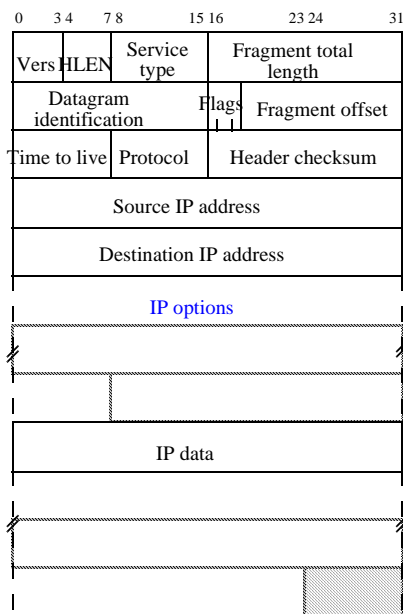 0 3 4 7 8 15 16 23 24 31
Vers HLEN Service type Fragment total length
Datagram identification Flags Fragment offset
Time to live Protocol Header checksum
Source IP address
Destination IP address
IP options
IP data